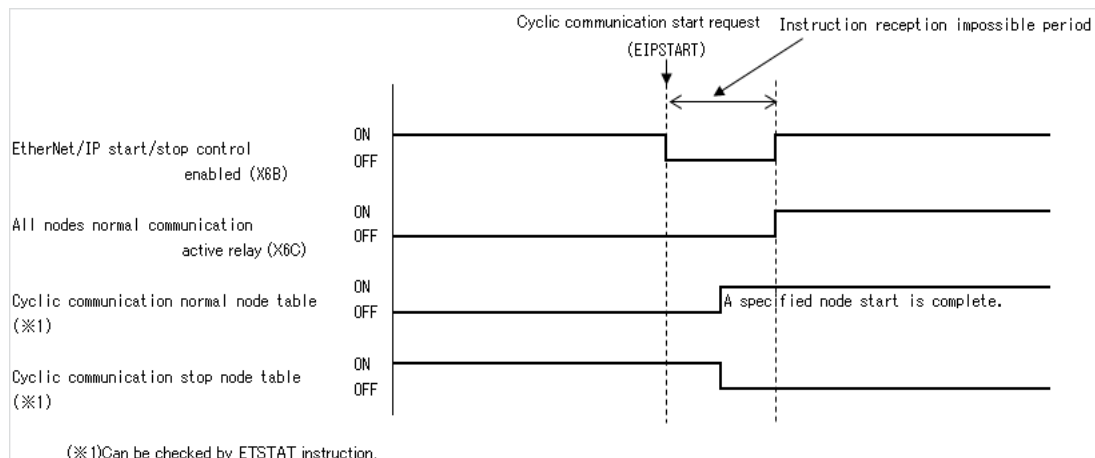 Cyclic communication start request
(EIPSTART)
Instruction reception impossible period
EtherNet/IP start/stop control
enabled (X6B)
ON
OFF
All nodes normal communication
active relay (X6C)
ON
OFF
Cyclic communication normal node table
(※1)
ON
OFF
A specified node start is complete.
Cyclic communication stop node table
(※1)
ON
OFF
(※1)Can be checked by ETSTAT instruction.